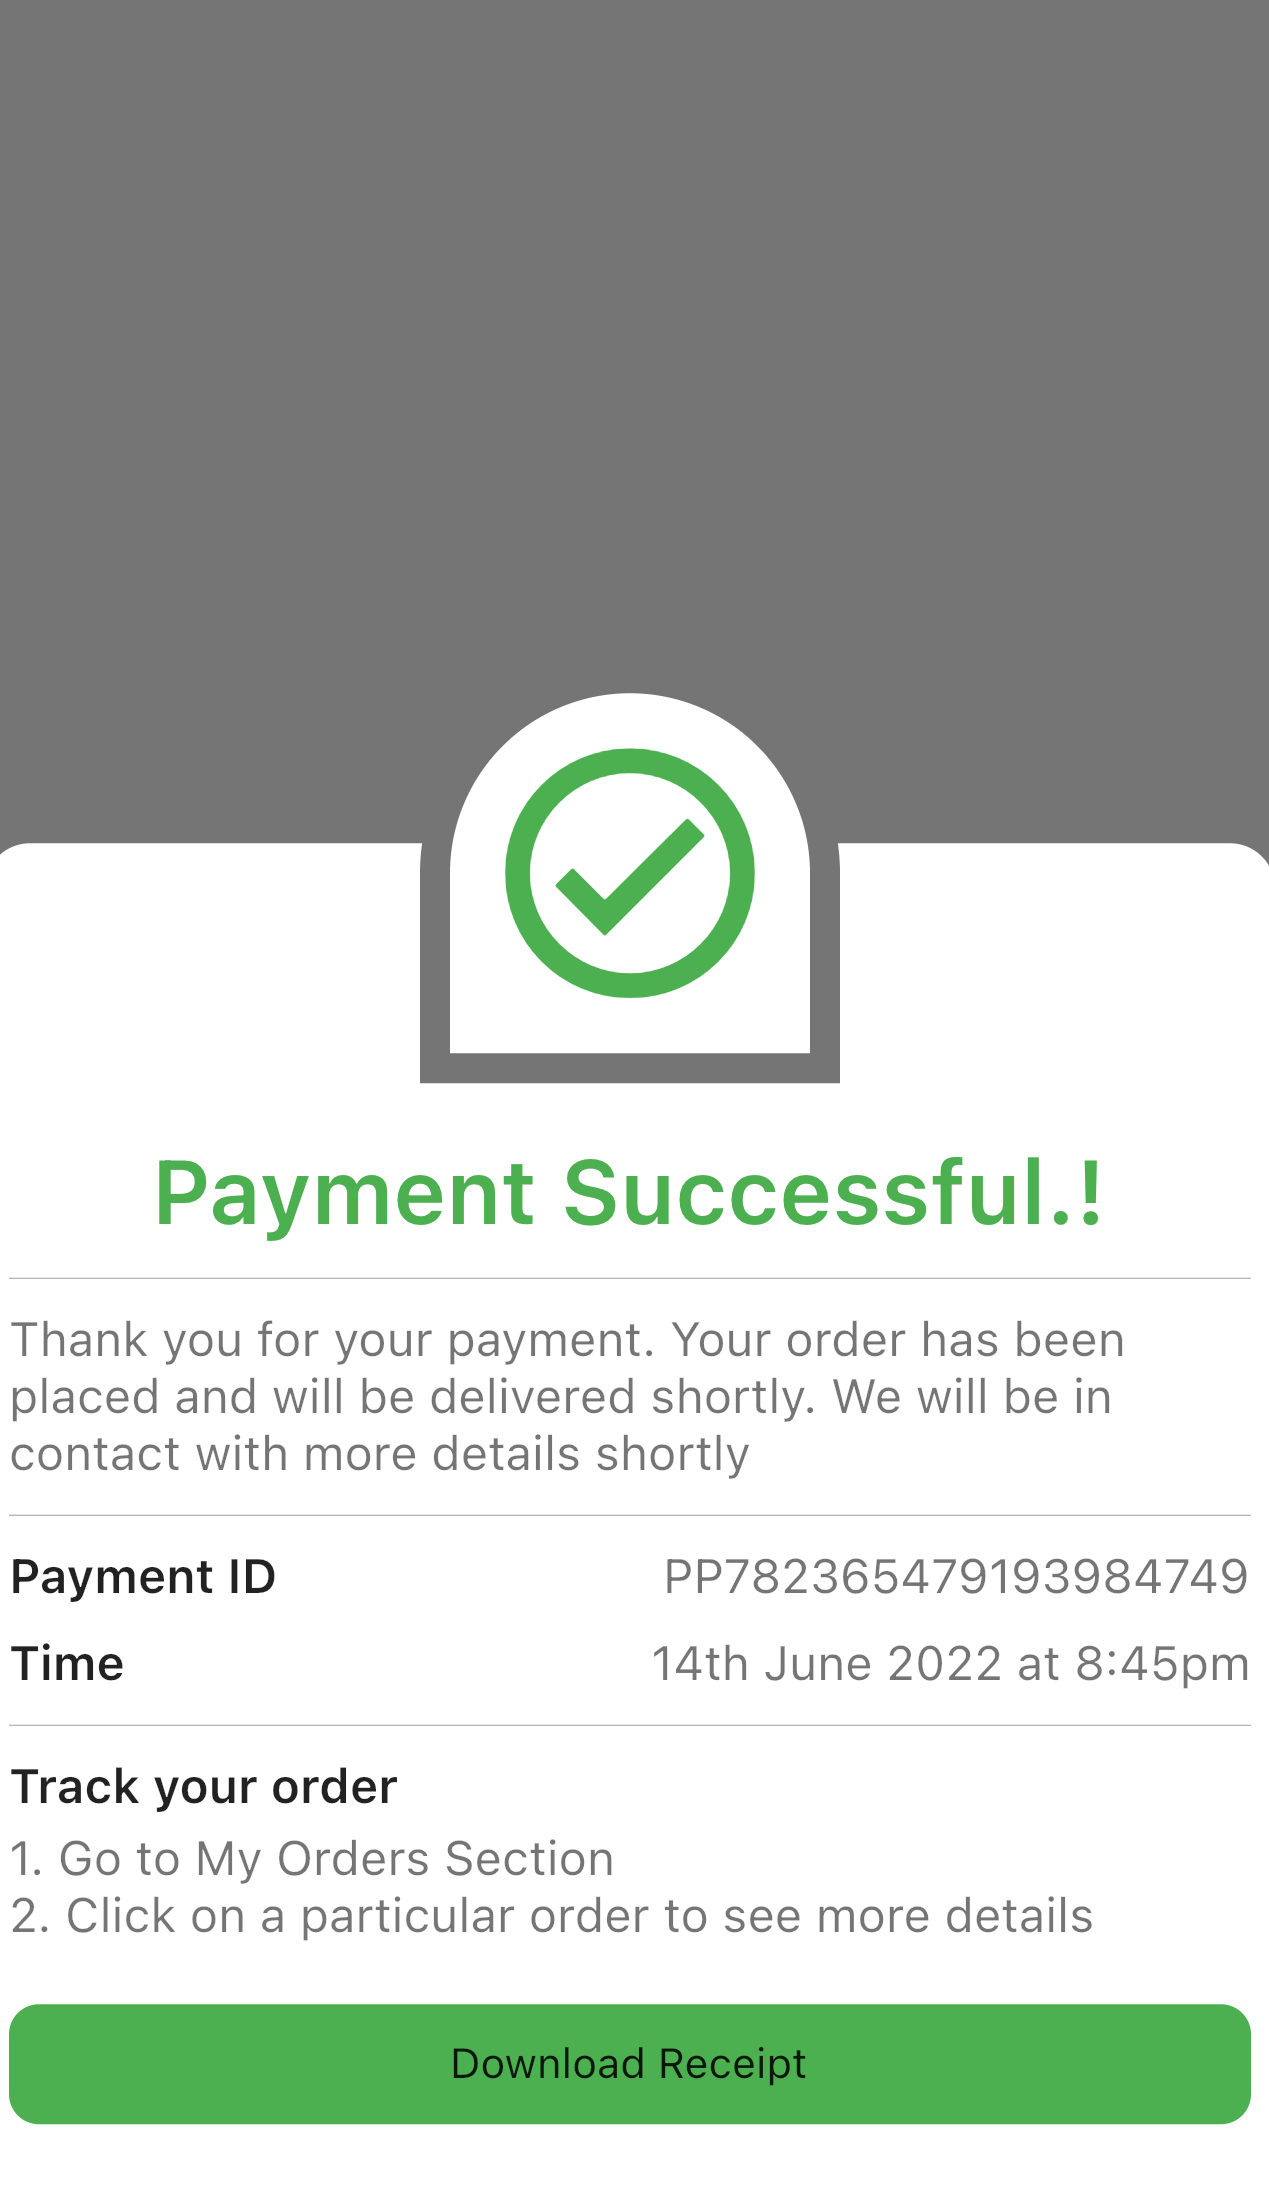 Payment Successful.!
Thank you for your payment. Your order has been
placed and will be delivered shortly. We will be in
contact with more details shortly
Payment ID PP782365479193984749
Time 14th June 2022 at 8:45pm
Track your order
1. Go to My Orders Section
2. Click on a particular order to see more details
Download Receipt